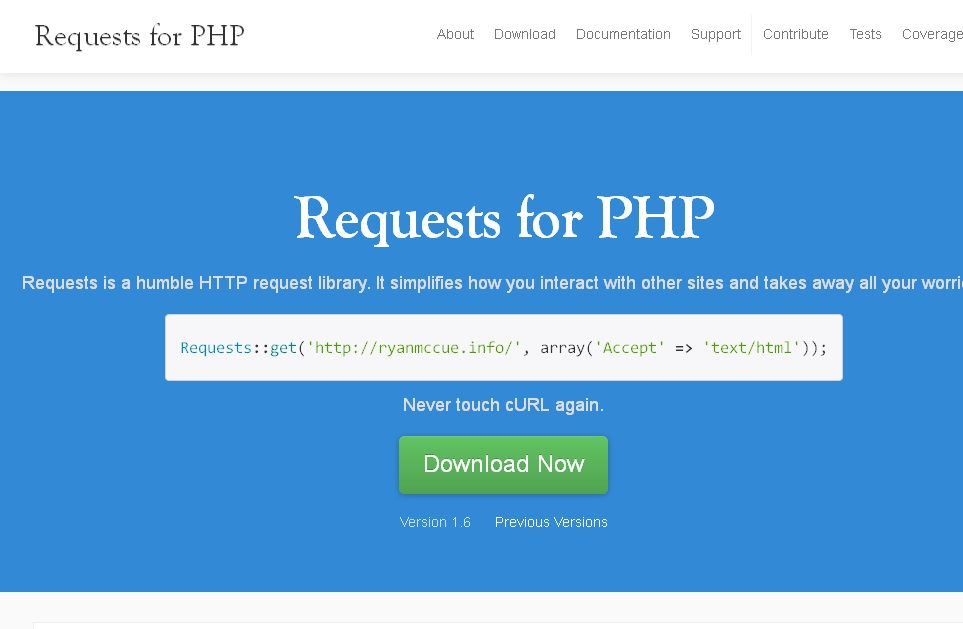 Requests for PHP
About Download Documentation Support Contribute Tests Coverage
Requests for PHP
Requests is a humble HTTP request library. It simplifies how you interact with other sites and takes away all your
Requests::get('http://ryanmccue.info/', array('Accept' => 'text/html'));
Never touch cURL again.
Download Now
Version 1.6 Previous Versions